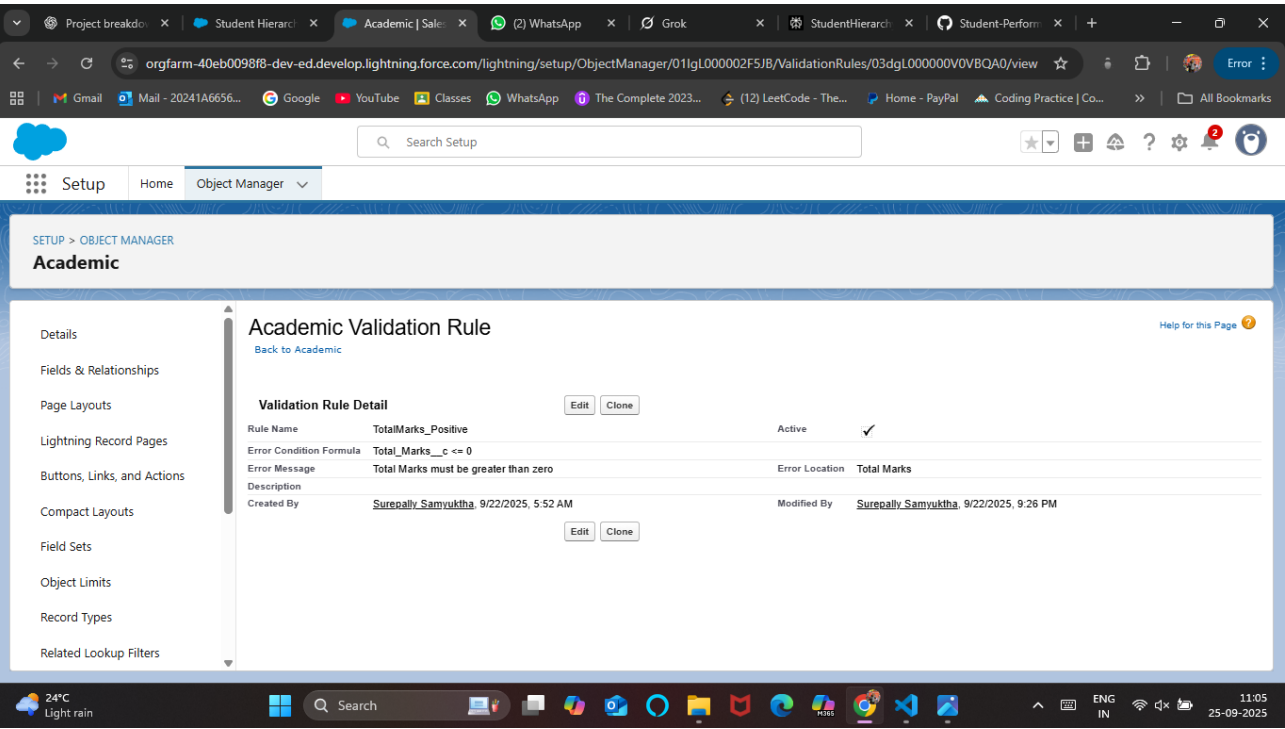 Project breakdov
Student Hierarch
Academic | Sales
(2) WhatsApp
Grok
StudentHierarch
Student-Perform
orgfarm-40eb0098f8-dev-ed.develop.lightning.force.com/lightning/setup/ObjectManager/01IgL000002F5JB/ValidationRules/03dgL000000V0VBQA0/view
Error
Gmail
Mail - 20241A6656...
Google
YouTube
Classes
WhatsApp
The Complete 2023...
(12) LeetCode - The...
Home - PayPal
Coding Practice | Co...
All Bookmarks
Search Setup
2
Setup
Home
Object Manager
SETUP > OBJECT MANAGER
Academic
Details
Fields & Relationships
Page Layouts
Lightning Record Pages
Buttons, Links, and Actions
Compact Layouts
Field Sets
Object Limits
Record Types
Related Lookup Filters
Academic Validation Rule
Help for this Page
Back to Academic
Validation Rule Detail
Edit Clone
Rule Name TotalMarks_Positive Active
Error Condition Formula Total_Marks__c <= 0
Error Message Total Marks must be greater than zero Error Location Total Marks
Description
Created By Surepally Samyuktha, 9/22/2025, 5:52 AM Modified By Surepally Samyuktha, 9/22/2025, 9:26 PM
Edit Clone
24°C
Light rain
Search
M365
ENG
IN
11:05
25-09-2025